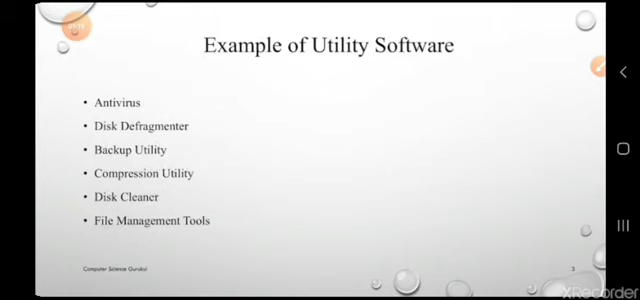 Example of Utility Software
• Antivirus
• Disk Defragmenter
• Backup Utility
• Compression Utility
• Disk Cleaner
• File Management Tools
Computer Science Gurukul
3
XRecorder